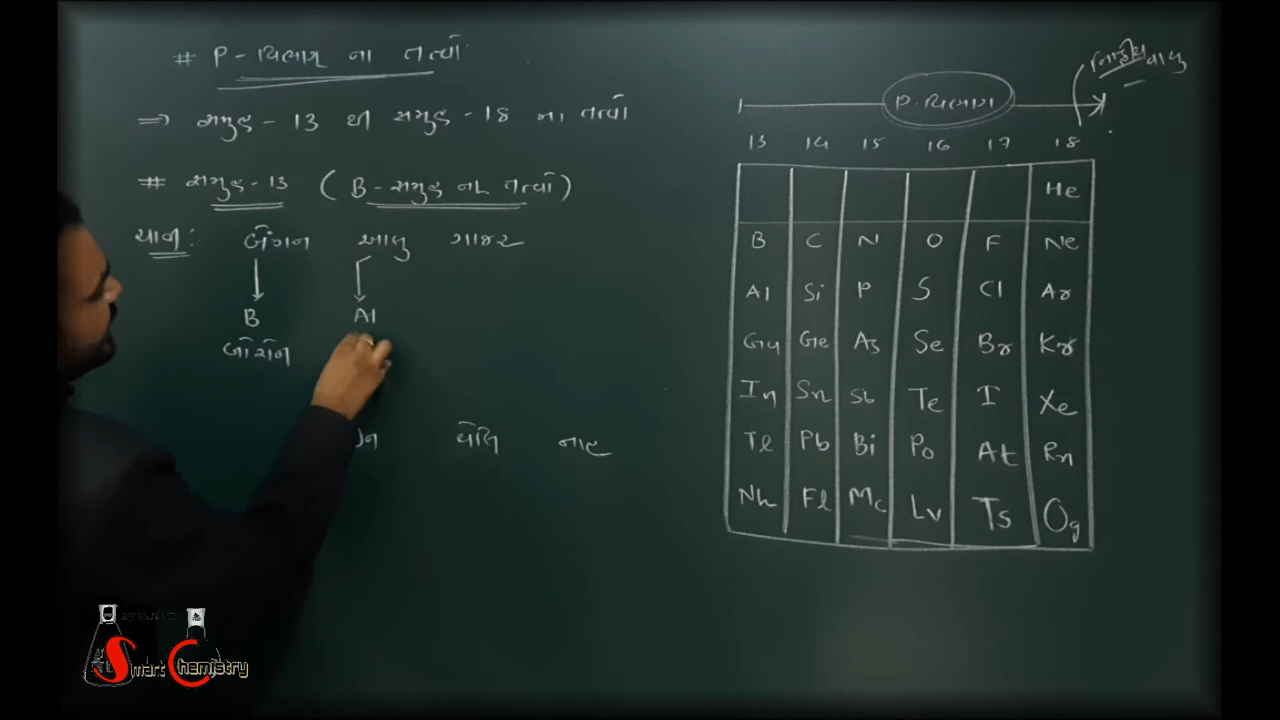 # P - વિભાગ ના તત્વો
⇒ સમુહ - 13 થી સમુહ - 18 ના તત્વો
# સમુહ - 13 ( B - સમુહ ના તત્વો )
બેંગન આલુ ગાજર
B Al
બોરોન
નાહ
P - વિભાગ
વાયુ
13 14 15 16 17 18
He
B C N O F Ne
Al Si P S Cl Ar
Ga Ge As Se Br Kr
In Sn Sb Te I Xe
Tl Pb Bi Po At Rn
Nh Fl Mc Lv Ts Og
Smart Chemistry